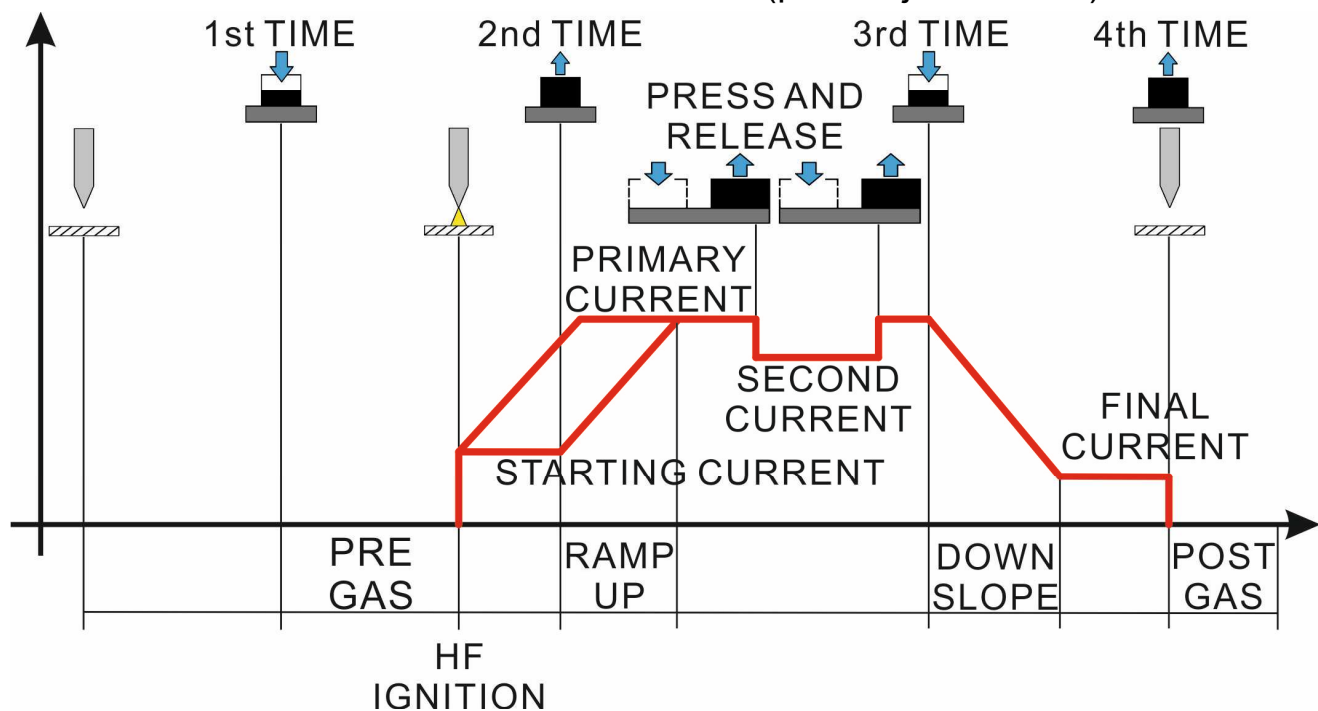 1st TIME
2nd TIME
3rd TIME
4th TIME
PRESS AND
RELEASE
PRIMARY
CURRENT
SECOND
CURRENT
FINAL
CURRENT
STARTING CURRENT
PRE
GAS
RAMP
UP
DOWN
SLOPE
POST
GAS
HF
IGNITION